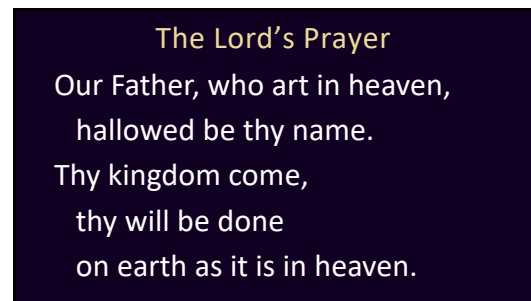 The Lord’s Prayer
Our Father, who art in heaven,
hallowed be thy name.
Thy kingdom come,
thy will be done
on earth as it is in heaven.